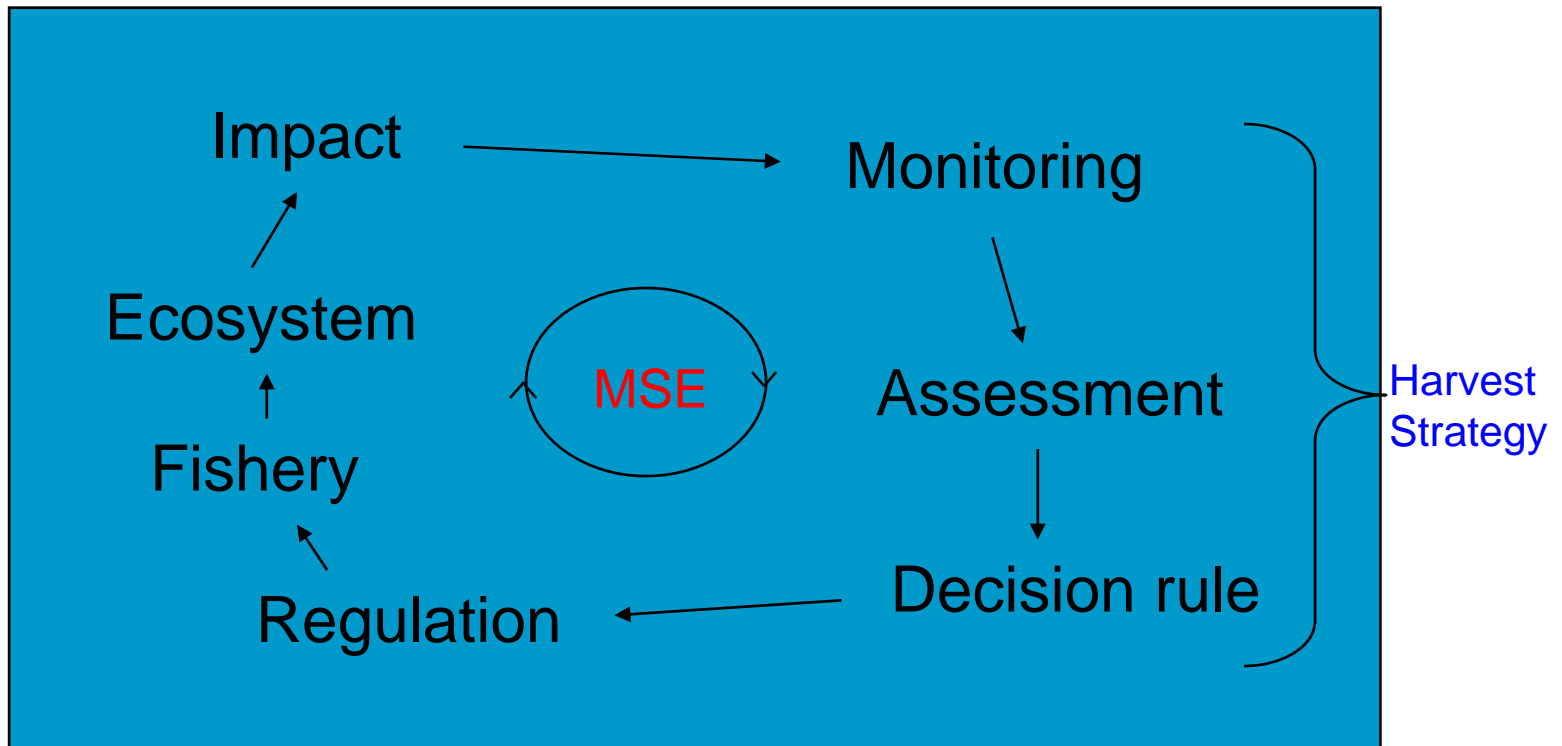 Impact
Monitoring
Ecosystem
MSE
Assessment
Harvest
Strategy
Fishery
Decision rule
Regulation